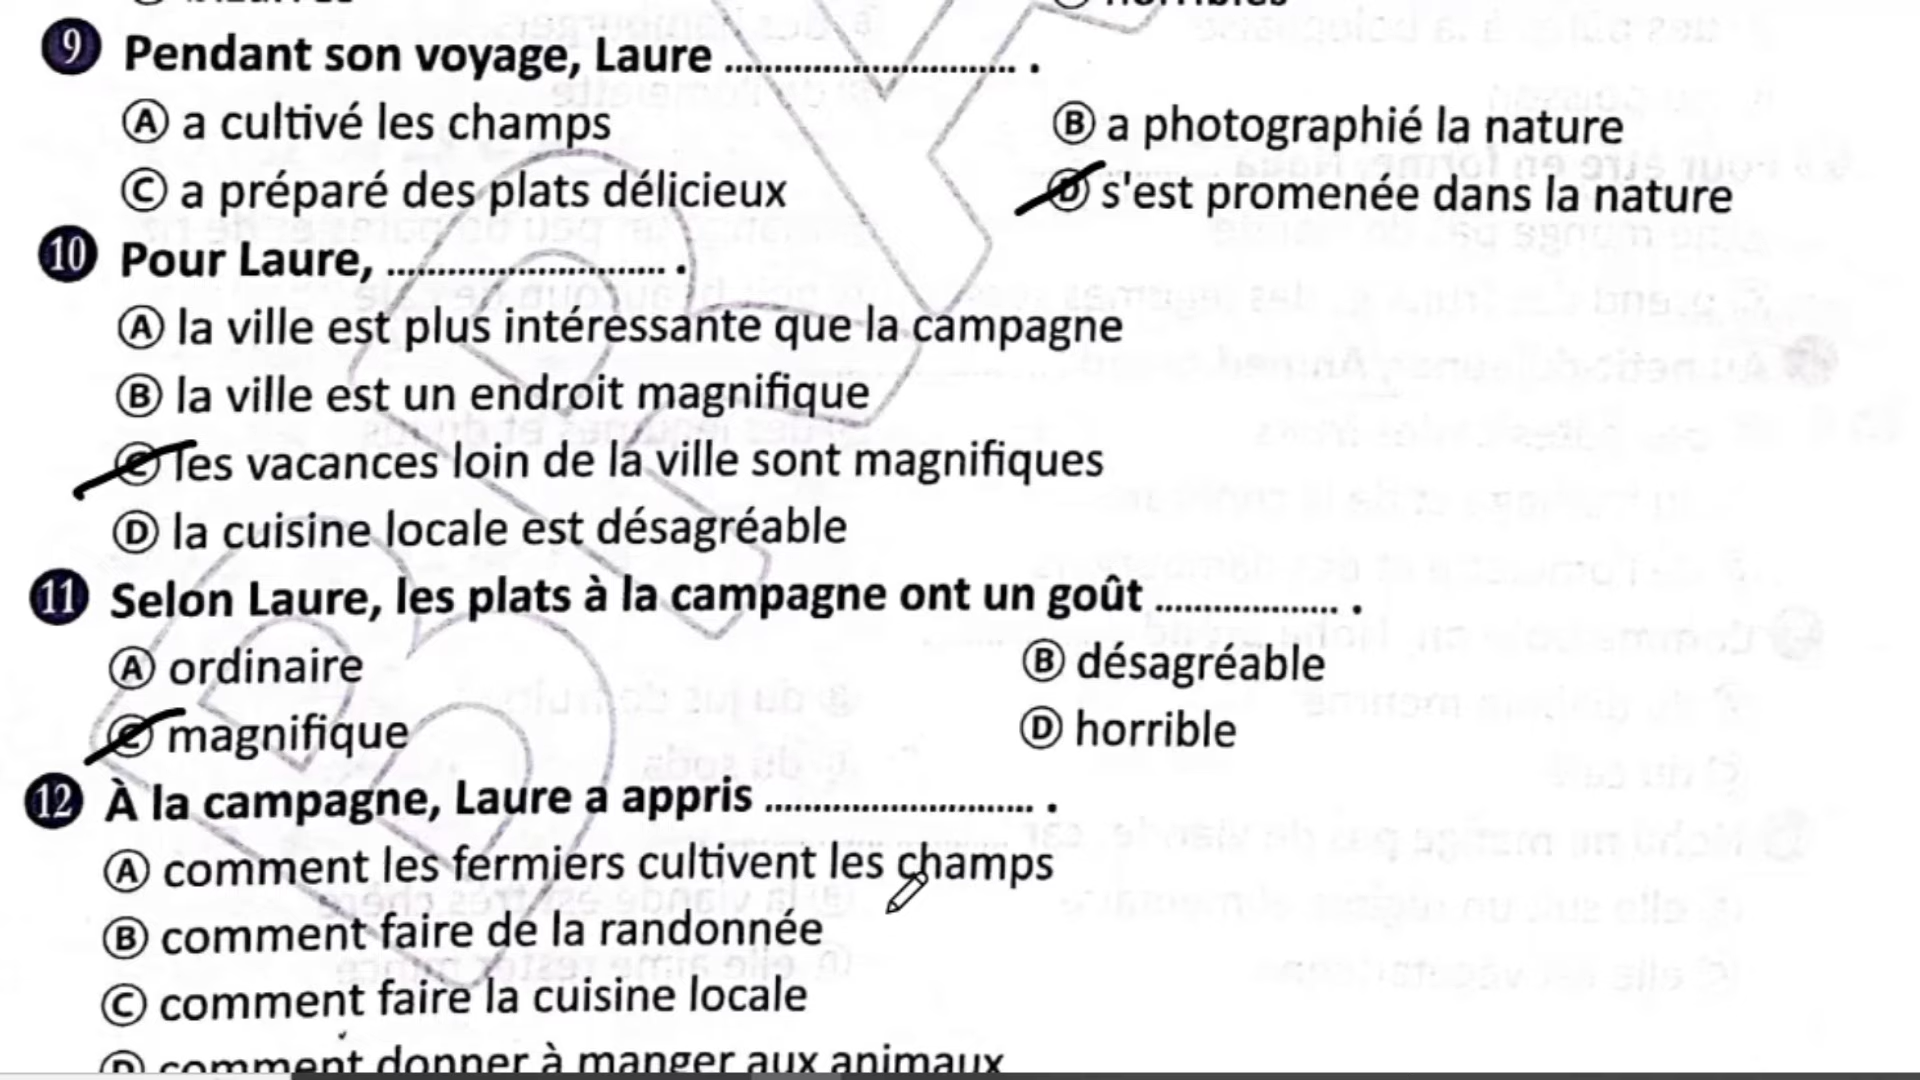 9 Pendant son voyage, Laure ............................ .
Ⓐ a cultivé les champs
Ⓑ a photographié la nature
Ⓒ a préparé des plats délicieux
Ⓓ s'est promenée dans la nature
10 Pour Laure, ........................... .
Ⓐ la ville est plus intéressante que la campagne
Ⓑ la ville est un endroit magnifique
Ⓒ les vacances loin de la ville sont magnifiques
Ⓓ la cuisine locale est désagréable
11 Selon Laure, les plats à la campagne ont un goût .................. .
Ⓐ ordinaire
Ⓑ désagréable
Ⓒ magnifique
Ⓓ horrible
12 À la campagne, Laure a appris .......................... .
Ⓐ comment les fermiers cultivent les champs
Ⓑ comment faire de la randonnée
Ⓒ comment faire la cuisine locale
Ⓓ comment donner à manger aux animaux